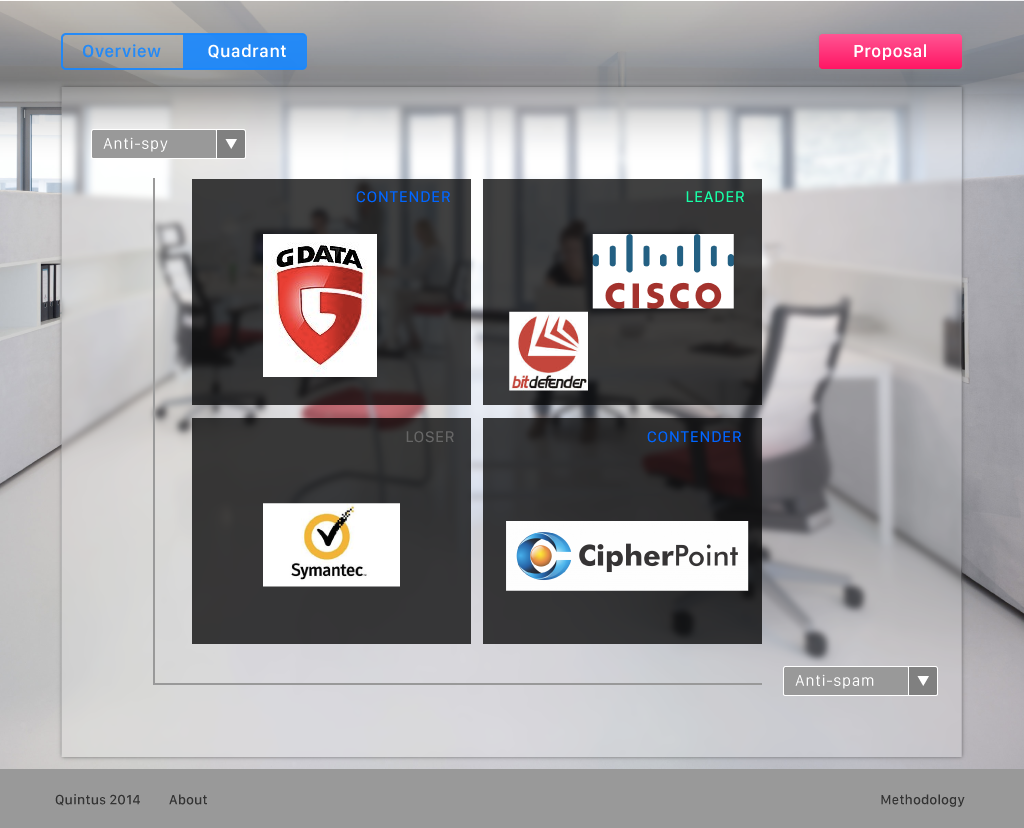 Overview
Quadrant
Proposal
Anti-spy
CONTENDER
LEADER
G DATA
CISCO
bitdefender
LOSER
CONTENDER
Symantec.
CipherPoint
Anti-spam
Quintus 2014
About
Methodology